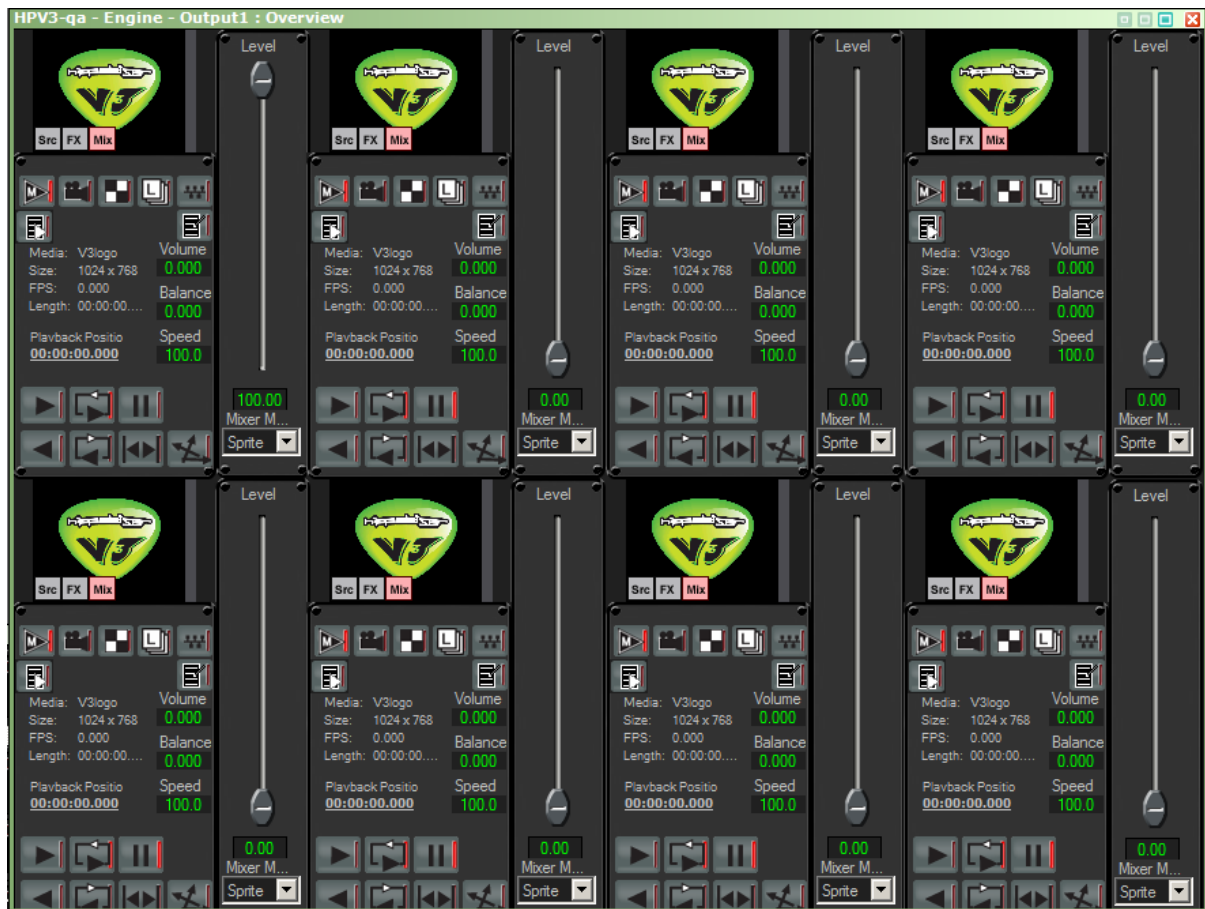 HPV3-qa - Engine - Output1 : Overview
Level
V3
Src FX Mix
M L
Media: V3logo Volume
Size: 1024 x 768 0.000
FPS: 0.000 Balance
Length: 00:00:00.... 0.000
Playback Positio Speed
00:00:00.000 100.0
100.00
Mixer M...
Sprite
Level
V3
Src FX Mix
M L
Media: V3logo Volume
Size: 1024 x 768 0.000
FPS: 0.000 Balance
Length: 00:00:00.... 0.000
Playback Positio Speed
00:00:00.000 100.0
0.00
Mixer M...
Sprite
Level
V3
Src FX Mix
M L
Media: V3logo Volume
Size: 1024 x 768 0.000
FPS: 0.000 Balance
Length: 00:00:00.... 0.000
Playback Positio Speed
00:00:00.000 100.0
0.00
Mixer M...
Sprite
Level
V3
Src FX Mix
M L
Media: V3logo Volume
Size: 1024 x 768 0.000
FPS: 0.000 Balance
Length: 00:00:00.... 0.000
Playback Positio Speed
00:00:00.000 100.0
0.00
Mixer M...
Sprite
Level
V3
Src FX Mix
M L
Media: V3logo Volume
Size: 1024 x 768 0.000
FPS: 0.000 Balance
Length: 00:00:00.... 0.000
Playback Positio Speed
00:00:00.000 100.0
0.00
Mixer M...
Sprite
Level
V3
Src FX Mix
M L
Media: V3logo Volume
Size: 1024 x 768 0.000
FPS: 0.000 Balance
Length: 00:00:00.... 0.000
Playback Positio Speed
00:00:00.000 100.0
0.00
Mixer M...
Sprite
Level
V3
Src FX Mix
M L
Media: V3logo Volume
Size: 1024 x 768 0.000
FPS: 0.000 Balance
Length: 00:00:00.... 0.000
Playback Positio Speed
00:00:00.000 100.0
0.00
Mixer M...
Sprite
Level
V3
Src FX Mix
M L
Media: V3logo Volume
Size: 1024 x 768 0.000
FPS: 0.000 Balance
Length: 00:00:00.... 0.000
Playback Positio Speed
00:00:00.000 100.0
0.00
Mixer M...
Sprite